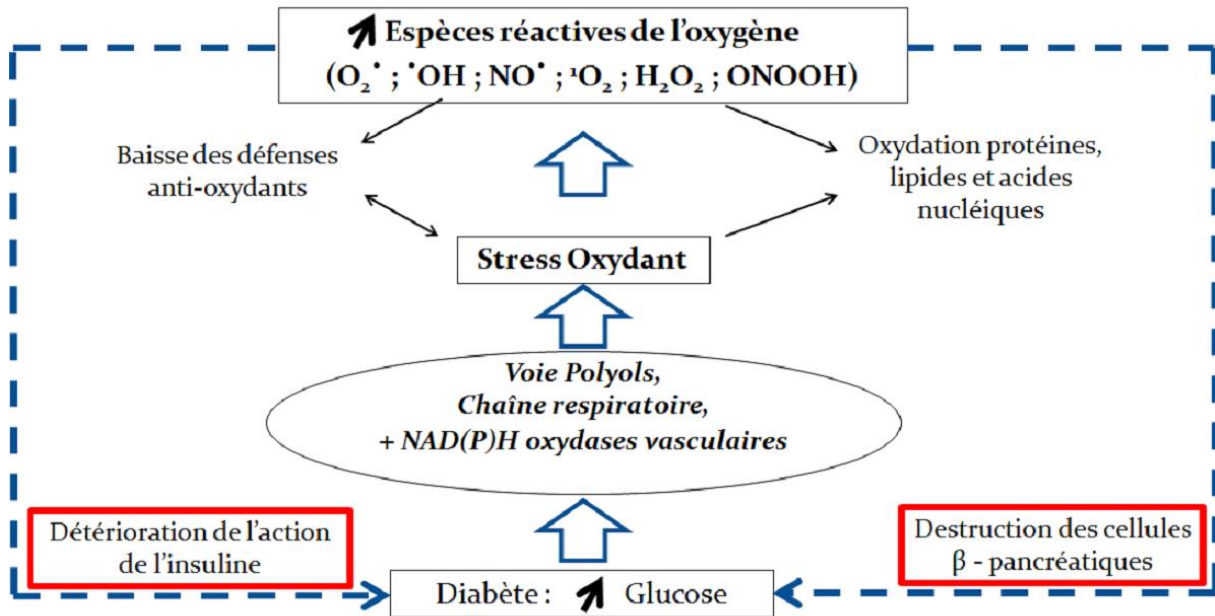 ↗ Espèces réactives de l'oxygène
(O₂˙ ; ˙OH ; NO˙ ; ¹O₂ ; H₂O₂ ; ONOOH)
Baisse des défenses
anti-oxydants
Oxydation protéines,
lipides et acides
nucléiques
Stress Oxydant
Voie Polyols,
Chaîne respiratoire,
+ NAD(P)H oxydases vasculaires
Détérioration de l'action
de l'insuline
Destruction des cellules
β - pancréatiques
Diabète : ↗ Glucose